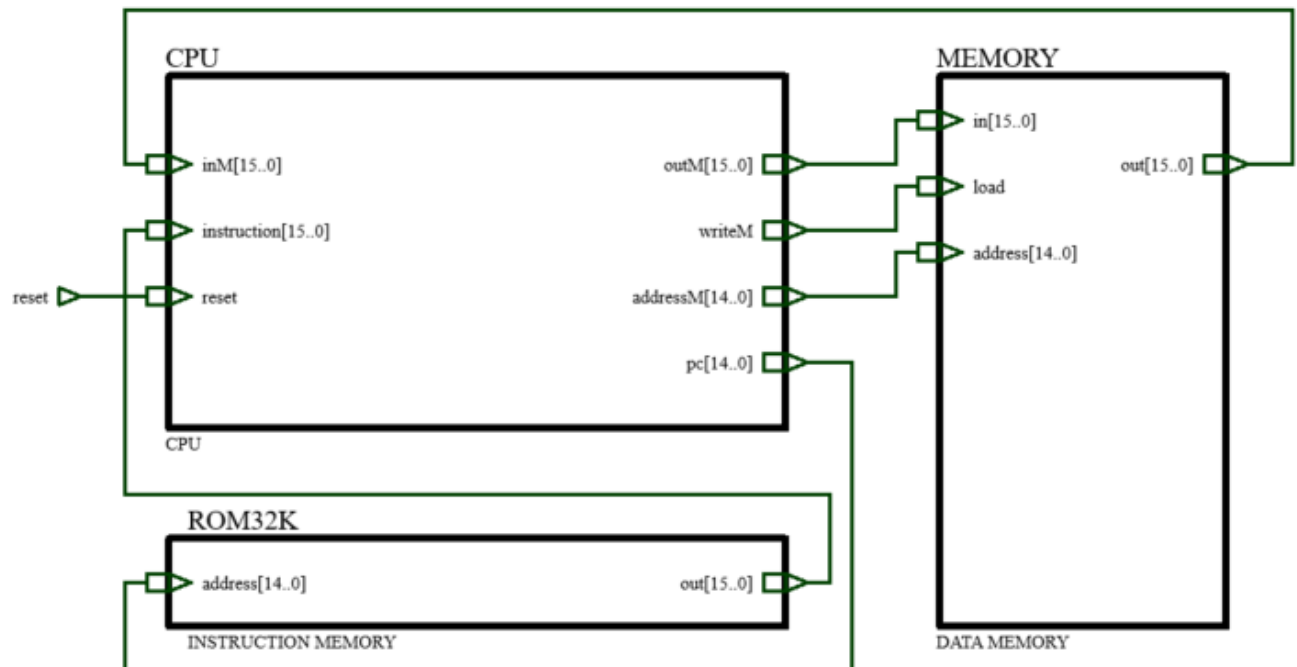 CPU
MEMORY
in[15..0]
inM[15..0]
outM[15..0]
out[15..0]
load
instruction[15..0]
writeM
address[14..0]
reset
reset
addressM[14..0]
pc[14..0]
CPU
ROM32K
address[14..0]
out[15..0]
INSTRUCTION MEMORY
DATA MEMORY